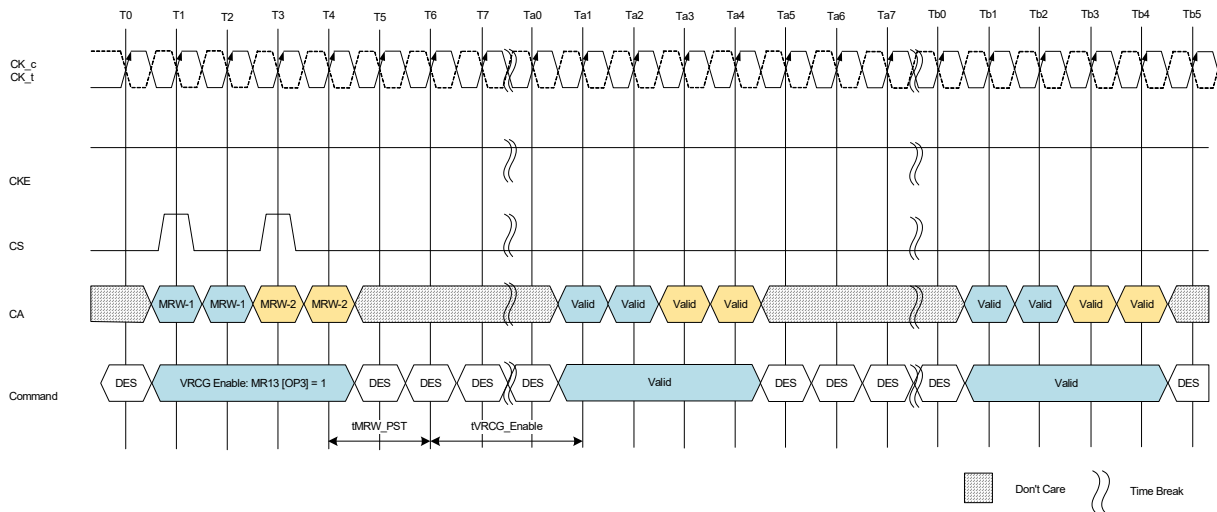 T0 T1 T2 T3 T4 T5 T6 T7 Ta0 Ta1 Ta2 Ta3 Ta4 Ta5 Ta6 Ta7 Tb0 Tb1 Tb2 Tb3 Tb4 Tb5
CK_c
CK_t
CKE
CS
CA MRW-1 MRW-1 MRW-2 MRW-2 Valid Valid Valid Valid Valid Valid Valid Valid
Command DES VRCG Enable: MR13 [OP3] = 1 DES DES DES DES Valid DES DES DES DES Valid DES
tMRW_PST tVRCG_Enable
Don't Care Time Break